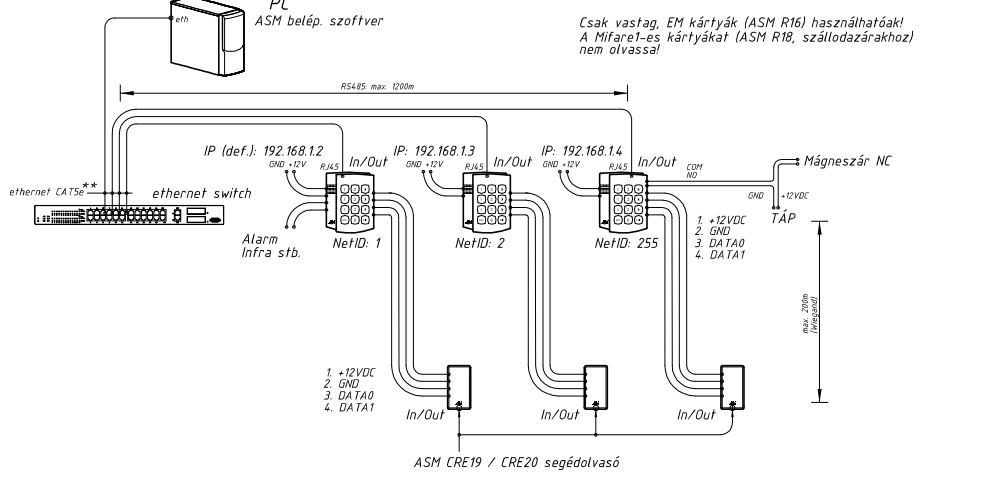 PC
eth
ASM belép. szoftver
Csak vastag, EM kártyák (ASM R16) használhatóak!
A Mifare1-es kártyákat (ASM R18, szállodazárakhoz)
nem olvassa!
RS485: max. 1200m
IP (def.): 192.168.1.2
GND +12V
RJ45
In/Out
IP: 192.168.1.3
GND +12V
RJ45
In/Out
IP: 192.168.1.4
GND +12V
RJ45
In/Out
COM
NO
Mágneszár NC
GND
+12VDC
TÁP
ethernet CAT5e**
ethernet switch
Alarm
Infra stb.
NetID: 1
NetID: 2
NetID: 255
1. +12VDC
2. GND
3. DATA0
4. DATA1
max. 200m
(Wiegand)
1. +12VDC
2. GND
3. DATA0
4. DATA1
In/Out
In/Out
In/Out
ASM CRE19 / CRE20 segédolvasó